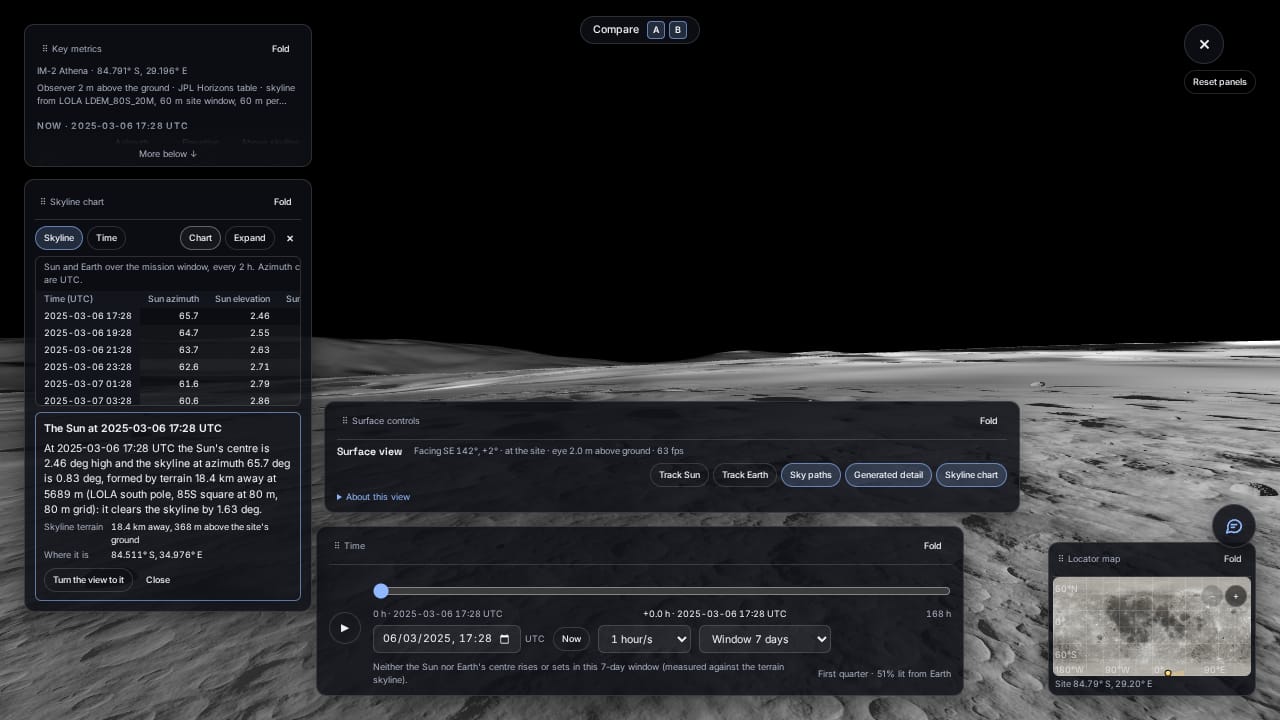 Compare A B
⠿ Key metrics Fold
IM-2 Athena · 84.791° S, 29.196° E
Observer 2 m above the ground · JPL Horizons table · skyline
from LOLA LDEM_80S_20M, 60 m site window, 60 m per…
NOW · 2025-03-06 17:28 UTC
More below ↓
×
Reset panels
⠿ Skyline chart Fold
Skyline Time Chart Expand ×
Sun and Earth over the mission window, every 2 h. Azimuth c
are UTC.
Time (UTC) Sun azimuth Sun elevation Sun
2025-03-06 17:28 65.7 2.46
2025-03-06 19:28 64.7 2.55
2025-03-06 21:28 63.7 2.63
2025-03-06 23:28 62.6 2.71
2025-03-07 01:28 61.6 2.79
2025-03-07 03:28 60.6 2.86
The Sun at 2025-03-06 17:28 UTC
At 2025-03-06 17:28 UTC the Sun's centre is
2.46 deg high and the skyline at azimuth 65.7 deg
is 0.83 deg, formed by terrain 18.4 km away at
5689 m (LOLA south pole, 85S square at 80 m,
80 m grid): it clears the skyline by 1.63 deg.
Skyline terrain 18.4 km away, 368 m above the site's
ground
Where it is 84.511° S, 34.976° E
Turn the view to it Close
⠿ Surface controls Fold
Surface view Facing SE 142°, +2° · at the site · eye 2.0 m above ground · 63 fps
Track Sun Track Earth Sky paths Generated detail Skyline chart
▶ About this view
⠿ Time Fold
0 h · 2025-03-06 17:28 UTC +0.0 h · 2025-03-06 17:28 UTC 168 h
▶ 06/03/2025, 17:28 UTC Now 1 hour/s Window 7 days
Neither the Sun nor Earth's centre rises or sets in this 7-day window (measured against the terrain
skyline).
First quarter · 51% lit from Earth
⠿ Locator map Fold
60°N − +
0°
60°S
180°W 90°W 0° 90°E
Site 84.79° S, 29.20° E